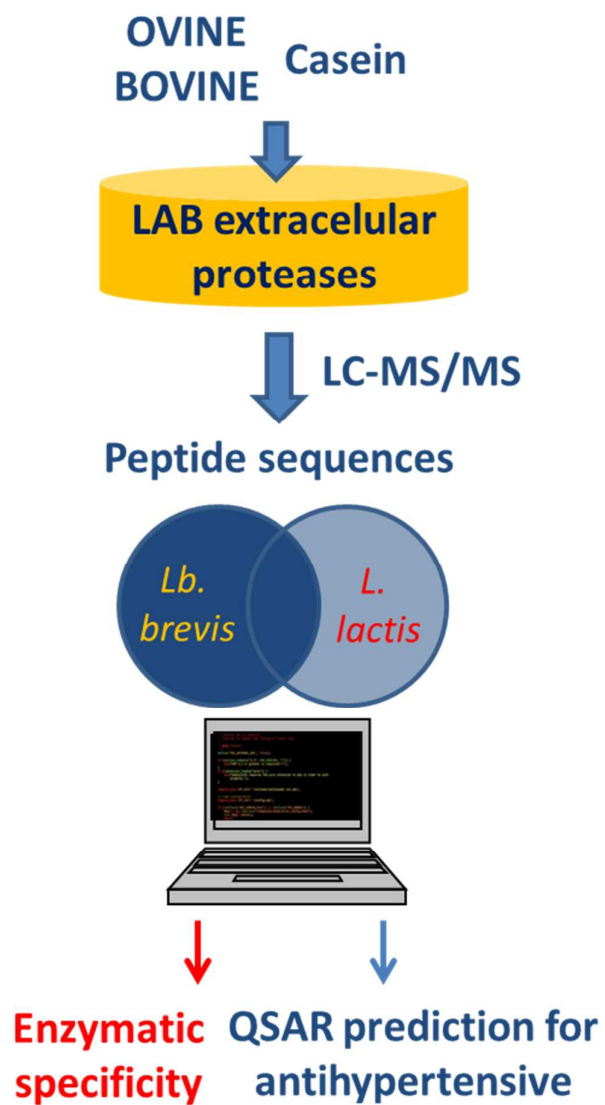 OVINE
BOVINE
Casein
LAB extracelular
proteases
LC-MS/MS
Peptide sequences
Lb.
brevis
L.
lactis
Enzymatic
specificity
QSAR prediction for
antihypertensive